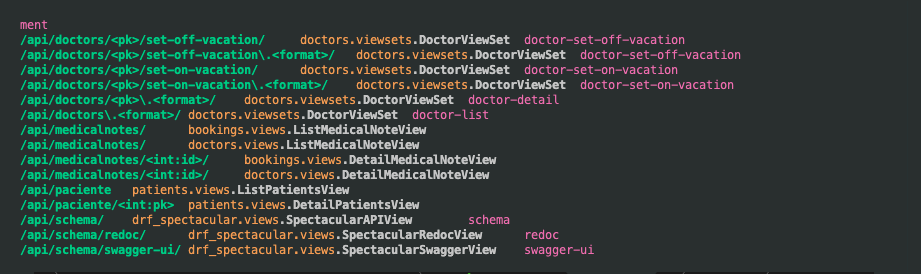 ment
/api/doctors/<pk>/set-off-vacation/ doctors.viewsets.DoctorViewSet doctor-set-off-vacation
/api/doctors/<pk>/set-off-vacation\.<format>/ doctors.viewsets.DoctorViewSet doctor-set-off-vacation
/api/doctors/<pk>/set-on-vacation/ doctors.viewsets.DoctorViewSet doctor-set-on-vacation
/api/doctors/<pk>/set-on-vacation\.<format>/ doctors.viewsets.DoctorViewSet doctor-set-on-vacation
/api/doctors/<pk>\.<format>/ doctors.viewsets.DoctorViewSet doctor-detail
/api/doctors\.<format>/ doctors.viewsets.DoctorViewSet doctor-list
/api/medicalnotes/ bookings.views.ListMedicalNoteView
/api/medicalnotes/ doctors.views.ListMedicalNoteView
/api/medicalnotes/<int:id>/ bookings.views.DetailMedicalNoteView
/api/medicalnotes/<int:id>/ doctors.views.DetailMedicalNoteView
/api/paciente patients.views.ListPatientsView
/api/paciente/<int:pk> patients.views.DetailPatientsView
/api/schema/ drf_spectacular.views.SpectacularAPIView schema
/api/schema/redoc/ drf_spectacular.views.SpectacularRedocView redoc
/api/schema/swagger-ui/ drf_spectacular.views.SpectacularSwaggerView swagger-ui